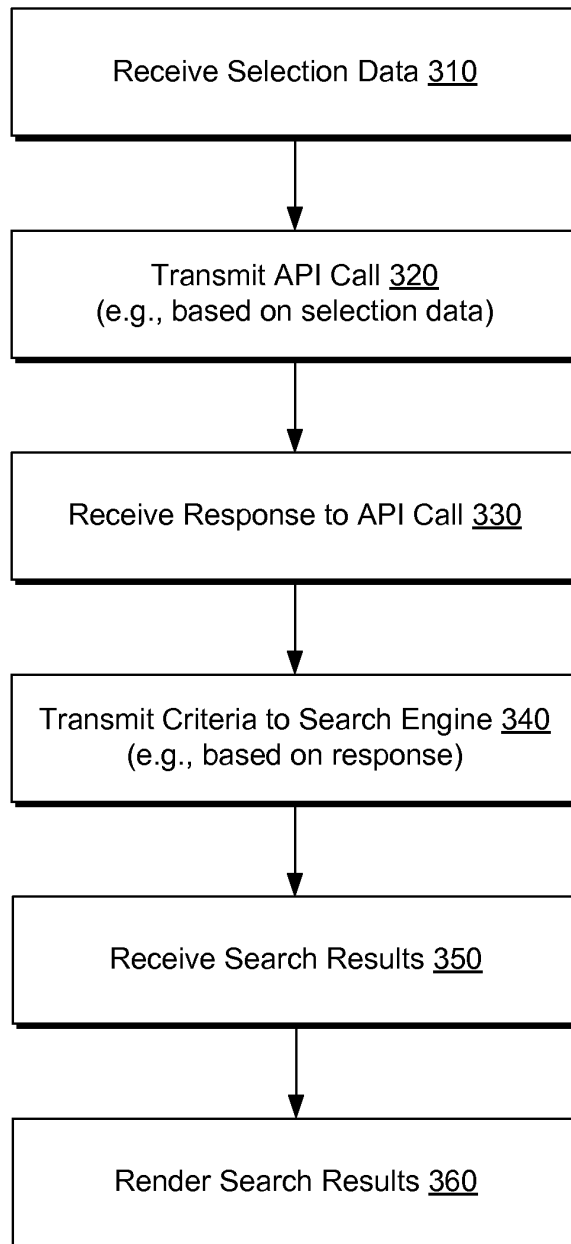 Receive Selection Data 310
Transmit API Call 320
(e.g., based on selection data)
Receive Response to API Call 330
Transmit Criteria to Search Engine 340
(e.g., based on response)
Receive Search Results 350
Render Search Results 360